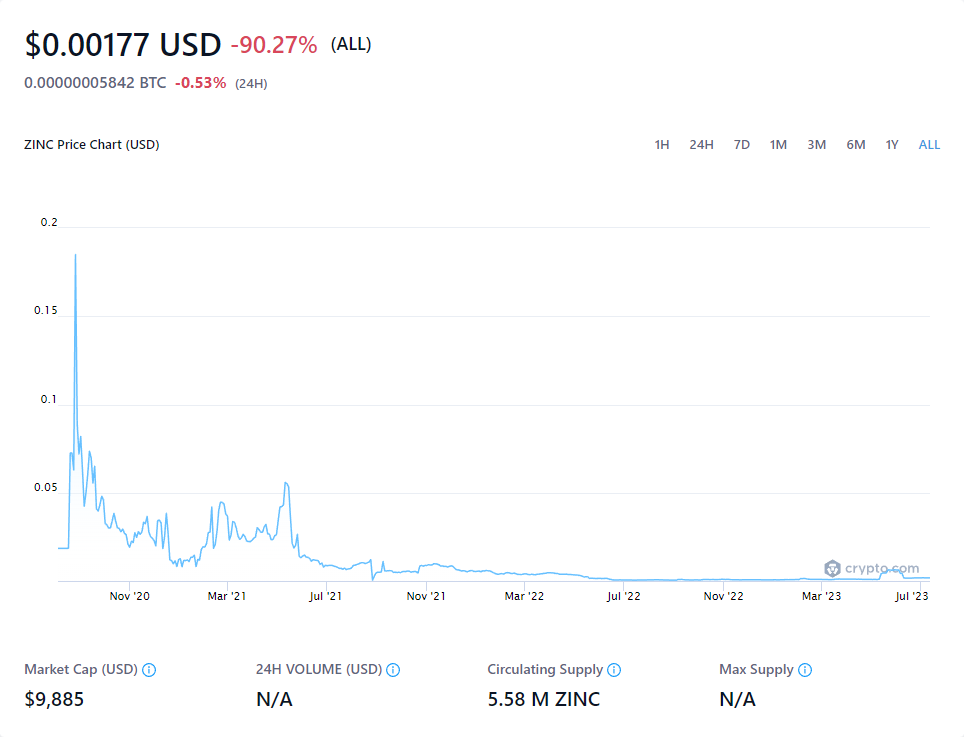 $0.00177 USD -90.27% (ALL)
0.00000005842 BTC -0.53% (24H)
ZINC Price Chart (USD) 1H 24H 7D 1M 3M 6M 1Y ALL
0.2
0.15
0.1
0.05
crypto.com
Nov '20 Mar '21 Jul '21 Nov '21 Mar '22 Jul '22 Nov '22 Mar '23 Jul '23
Market Cap (USD) 24H VOLUME (USD) Circulating Supply Max Supply
$9,885 N/A 5.58 M ZINC N/A